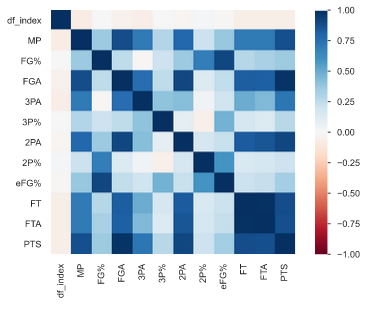 df_index
MP
FG%
FGA
3PA
3P%
2PA
2P%
eFG%
FT
FTA
PTS
df_index
MP
FG%
FGA
3PA
3P%
2PA
2P%
eFG%
FT
FTA
PTS
1.00
0.75
0.50
0.25
0.00
−0.25
−0.50
−0.75
−1.00